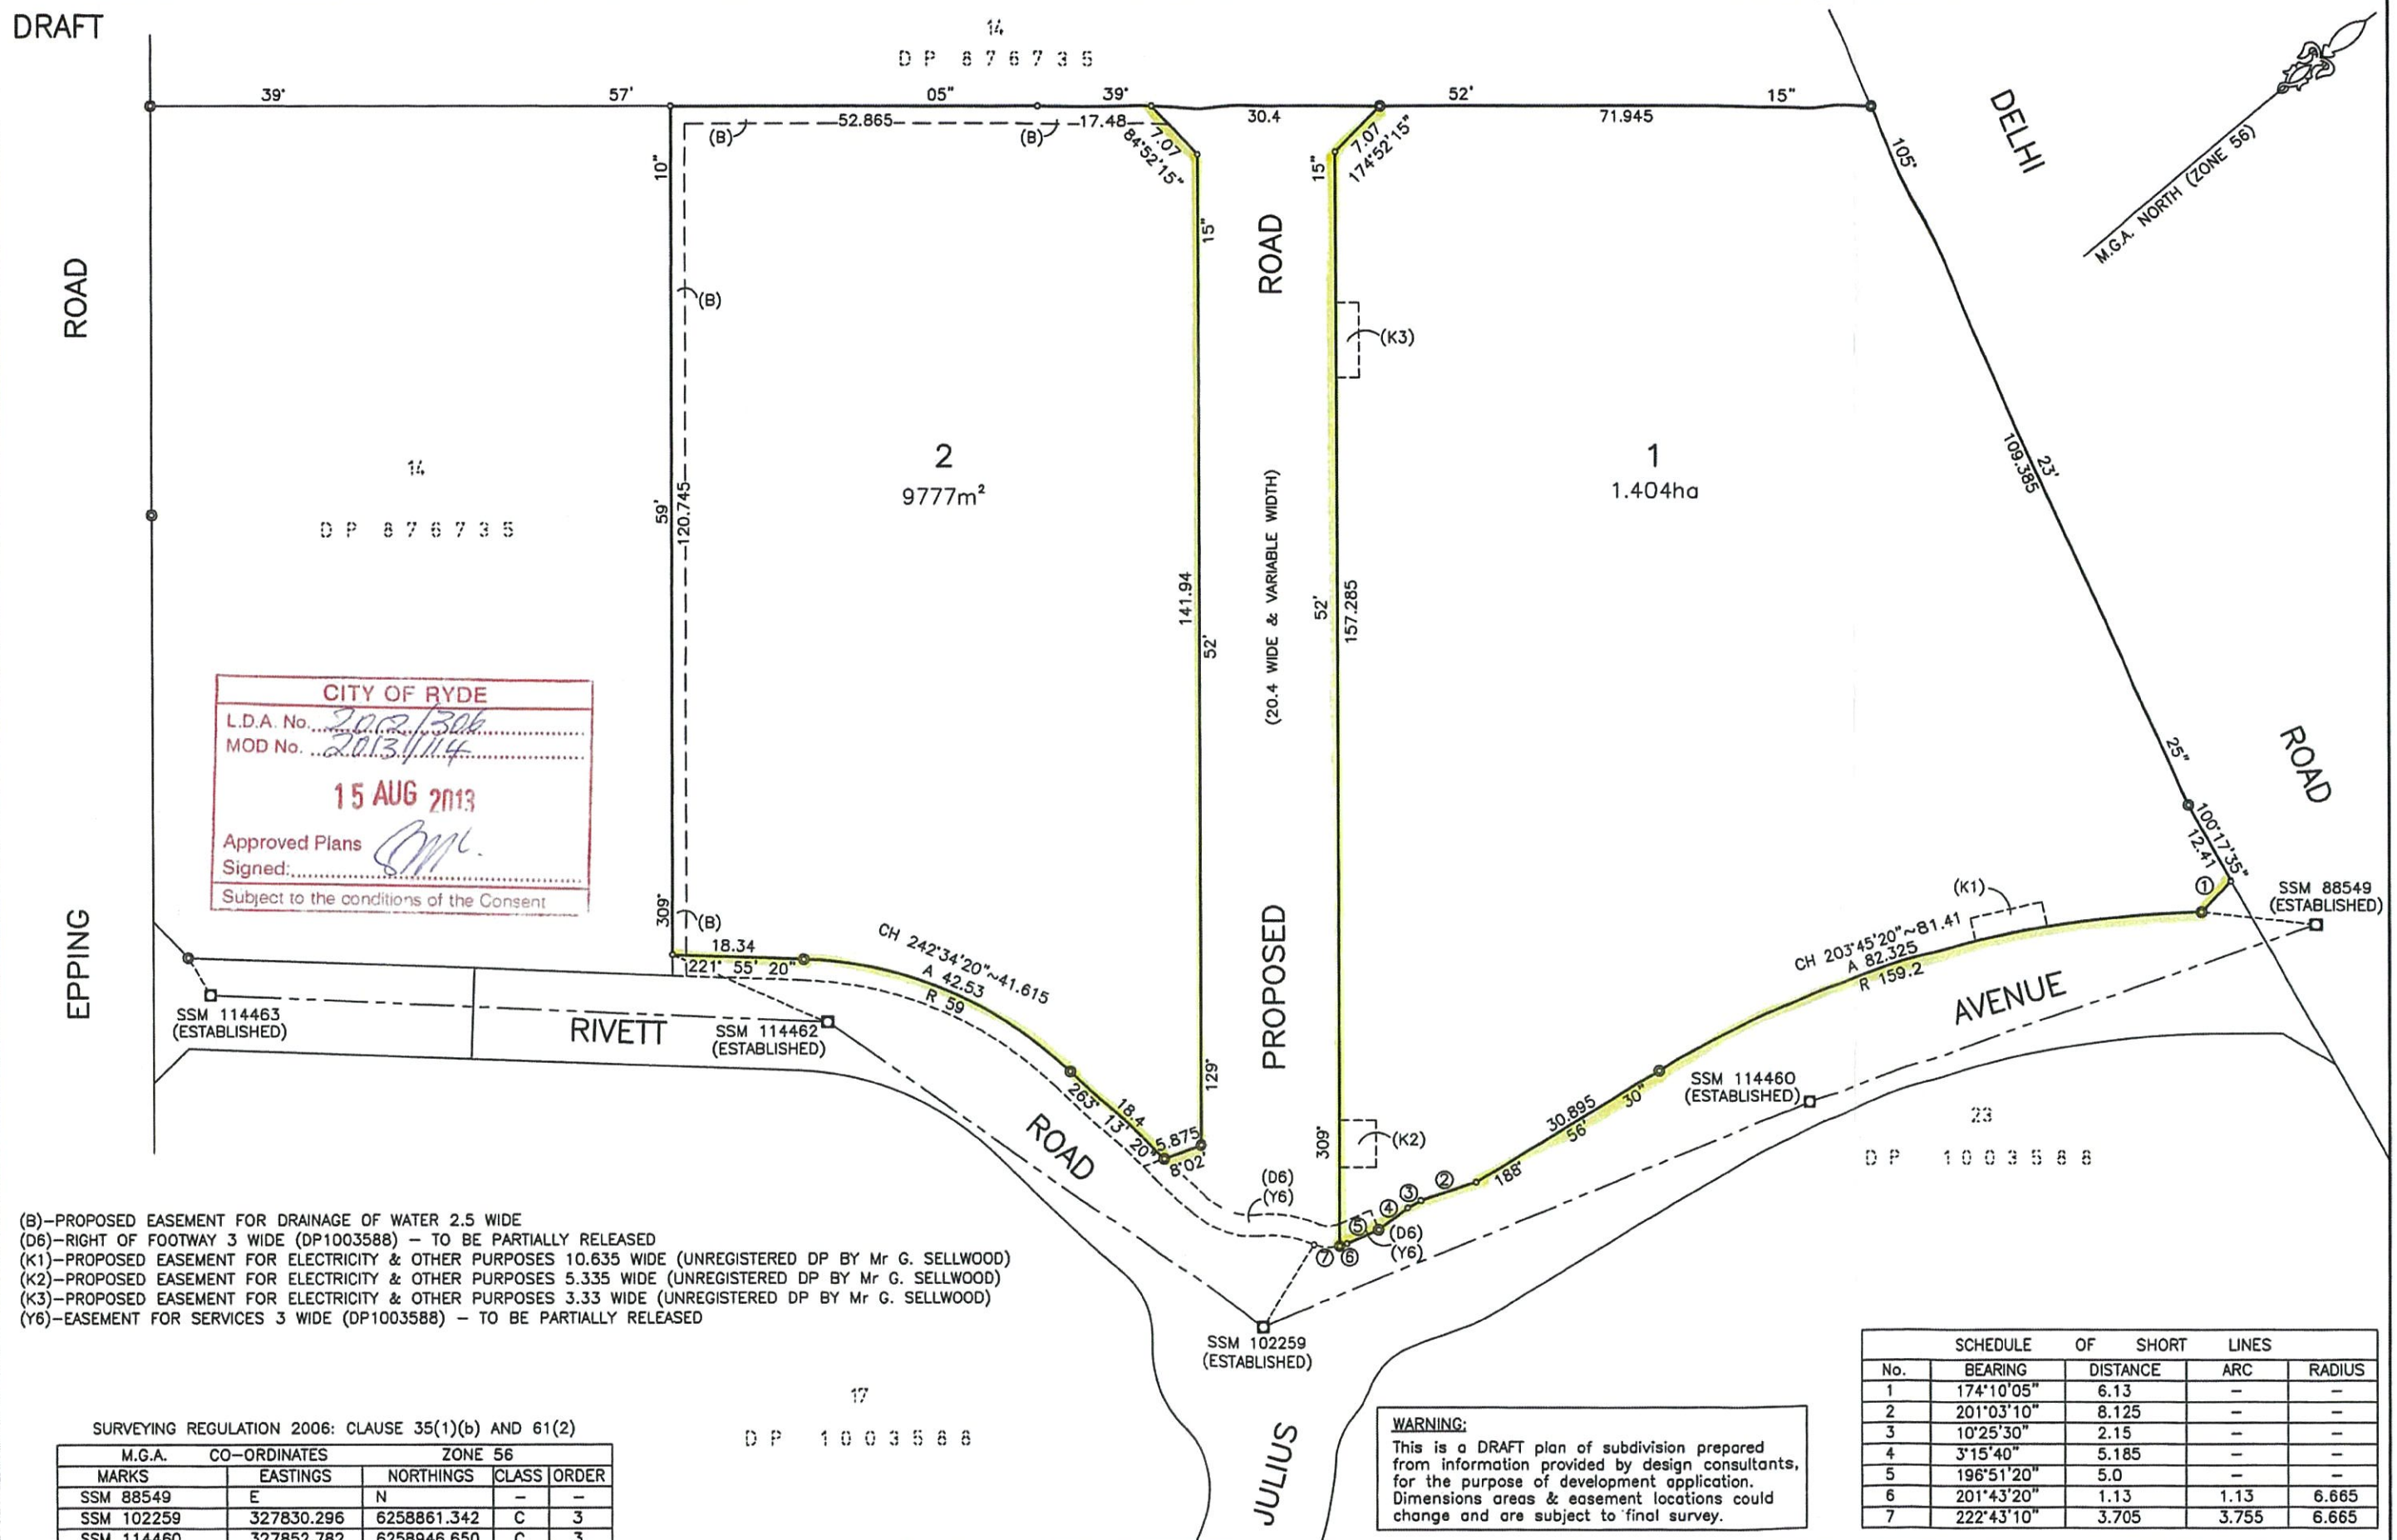 DRAFT
14
DP 876735
39' 57' 05" 39' 52' 15"
(B) 52.865 (B) 17.48 30.4 71.945
7.07
84°52'15"
7.07
174°52'15"
DELHI
ROAD
M.G.A. NORTH (ZONE 56)
105°
23'
109.385
25"
100°17'35"
12.41
ROAD
EPPING
14
DP 876735
10"
59'
120.745
309°
(B)
(B)
2
9777m²
15"
141.94
52'
129°
ROAD
(20.4 WIDE & VARIABLE WIDTH)
PROPOSED
15"
52'
157.285
309°
(K3)
(K2)
1
1.404ha
CITY OF RYDE
L.D.A. No. 2012/306
MOD No. 2013/114
15 AUG 2013
Approved Plans
Signed:
Subject to the conditions of the Consent
18.34
221° 55' 20"
CH 242°34'20"~41.615
A 42.53
R 59
18.4
263° 13' 20"
5.875
8°02'
(D6)
(Y6)
(D6)
(Y6)
① ② ③ ④ ⑤ ⑥ ⑦
188°
30.895
56'
30"
CH 203°45'20"~81.41
A 82.325
R 159.2
(K1)
SSM 88549
(ESTABLISHED)
SSM 114463
(ESTABLISHED)
SSM 114462
(ESTABLISHED)
SSM 114460
(ESTABLISHED)
SSM 102259
(ESTABLISHED)
RIVETT
ROAD
JULIUS
AVENUE
23
DP 1003588
17
DP 1003588
(B)-PROPOSED EASEMENT FOR DRAINAGE OF WATER 2.5 WIDE
(D6)-RIGHT OF FOOTWAY 3 WIDE (DP1003588) - TO BE PARTIALLY RELEASED
(K1)-PROPOSED EASEMENT FOR ELECTRICITY & OTHER PURPOSES 10.635 WIDE (UNREGISTERED DP BY Mr G. SELLWOOD)
(K2)-PROPOSED EASEMENT FOR ELECTRICITY & OTHER PURPOSES 5.335 WIDE (UNREGISTERED DP BY Mr G. SELLWOOD)
(K3)-PROPOSED EASEMENT FOR ELECTRICITY & OTHER PURPOSES 3.33 WIDE (UNREGISTERED DP BY Mr G. SELLWOOD)
(Y6)-EASEMENT FOR SERVICES 3 WIDE (DP1003588) - TO BE PARTIALLY RELEASED
SURVEYING REGULATION 2006: CLAUSE 35(1)(b) AND 61(2)
M.G.A. CO-ORDINATES ZONE 56
MARKS EASTINGS NORTHINGS CLASS ORDER
SSM 88549 E N - -
SSM 102259 327830.296 6258861.342 C 3
SSM 114460 327852.782 6258946.650 C 3
WARNING:
This is a DRAFT plan of subdivision prepared
from information provided by design consultants,
for the purpose of development application.
Dimensions areas & easement locations could
change and are subject to final survey.
SCHEDULE OF SHORT LINES
No. BEARING DISTANCE ARC RADIUS
1 174°10'05" 6.13 - -
2 201°03'10" 8.125 - -
3 10°25'30" 2.15 - -
4 3°15'40" 5.185 - -
5 196°51'20" 5.0 - -
6 201°43'20" 1.13 1.13 6.665
7 222°43'10" 3.705 3.755 6.665